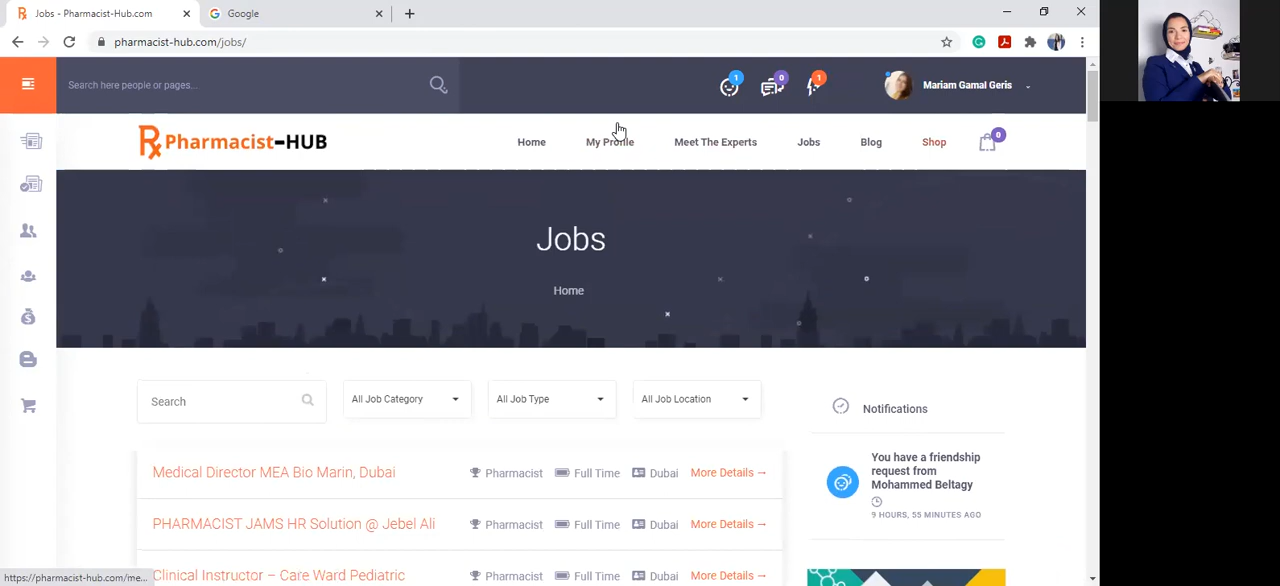 Jobs - Pharmacist-Hub.com
Google
pharmacist-hub.com/jobs/
Search here people or pages...
1
0
1
Mariam Gamal Geris
Rx Pharmacist-HUB
Home
My Profile
Meet The Experts
Jobs
Blog
Shop
0
Jobs
Home
Search
All Job Category
All Job Type
All Job Location
Notifications
Medical Director MEA Bio Marin, Dubai
Pharmacist
Full Time
Dubai
More Details →
You have a friendship
request from
Mohammed Beltagy
9 HOURS, 55 MINUTES AGO
PHARMACIST JAMS HR Solution @ Jebel Ali
Pharmacist
Full Time
Dubai
More Details →
Clinical Instructor – Care Ward Pediatric
Pharmacist
Full Time
Dubai
More Details →
https://pharmacist-hub.com/me...